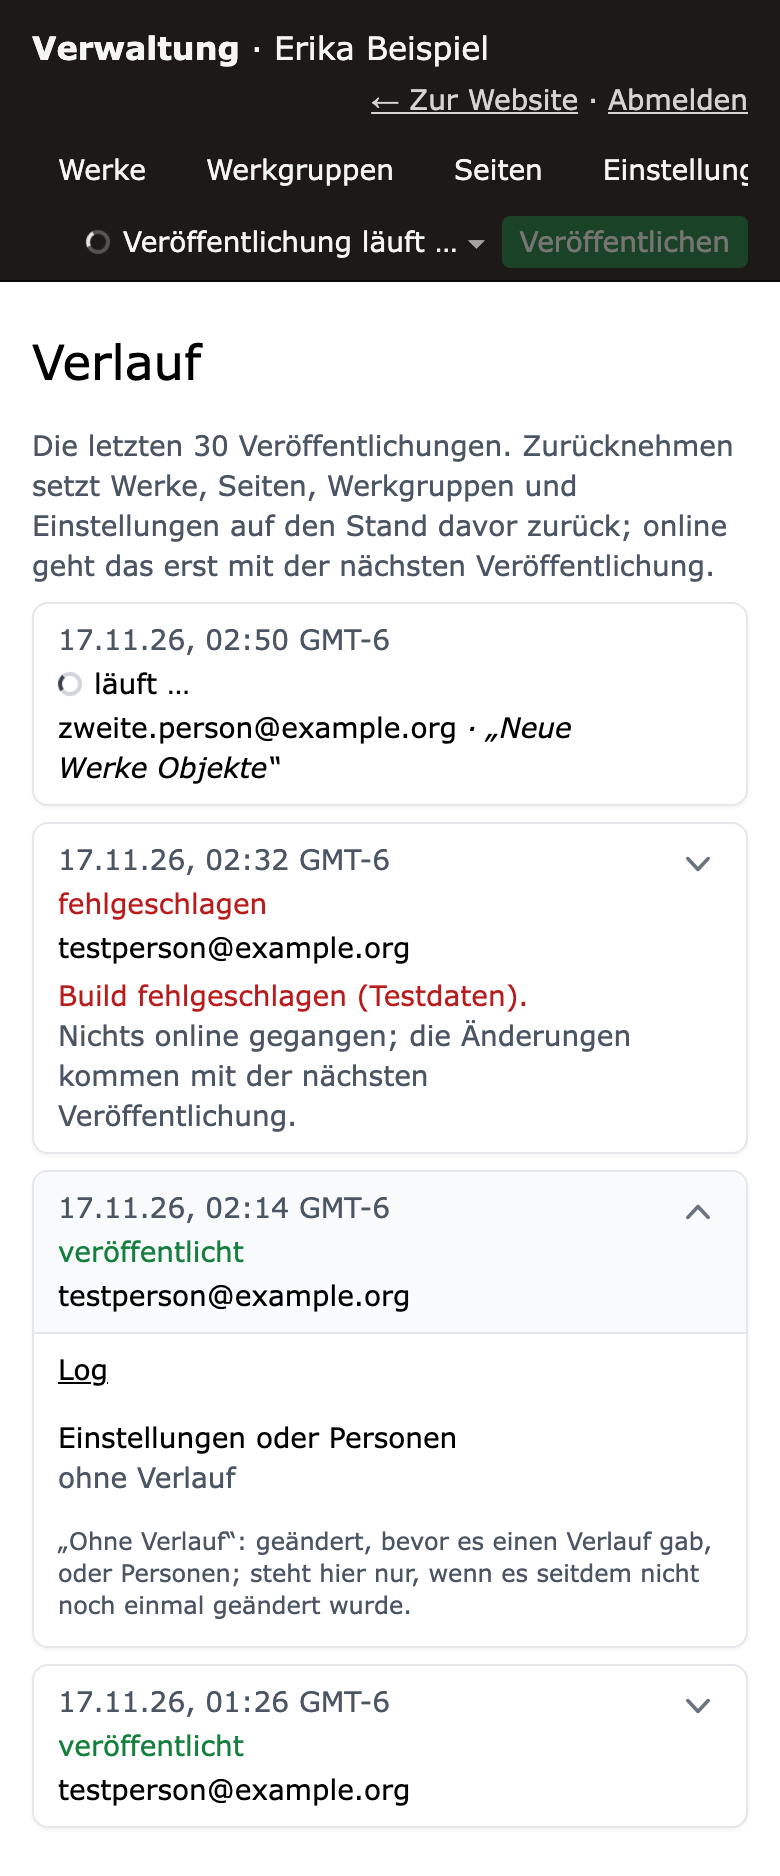 Verwaltung · Erika Beispiel
← Zur Website · Abmelden
Werke Werkgruppen Seiten Einstellung
Veröffentlichung läuft ... Veröffentlichen
Verlauf
Die letzten 30 Veröffentlichungen. Zurücknehmen
setzt Werke, Seiten, Werkgruppen und
Einstellungen auf den Stand davor zurück; online
geht das erst mit der nächsten Veröffentlichung.
17.11.26, 02:50 GMT-6
läuft ...
zweite.person@example.org · „Neue
Werke Objekte“
17.11.26, 02:32 GMT-6
fehlgeschlagen
testperson@example.org
Build fehlgeschlagen (Testdaten).
Nichts online gegangen; die Änderungen
kommen mit der nächsten
Veröffentlichung.
17.11.26, 02:14 GMT-6
veröffentlicht
testperson@example.org
Log
Einstellungen oder Personen
ohne Verlauf
„Ohne Verlauf“: geändert, bevor es einen Verlauf gab,
oder Personen; steht hier nur, wenn es seitdem nicht
noch einmal geändert wurde.
17.11.26, 01:26 GMT-6
veröffentlicht
testperson@example.org